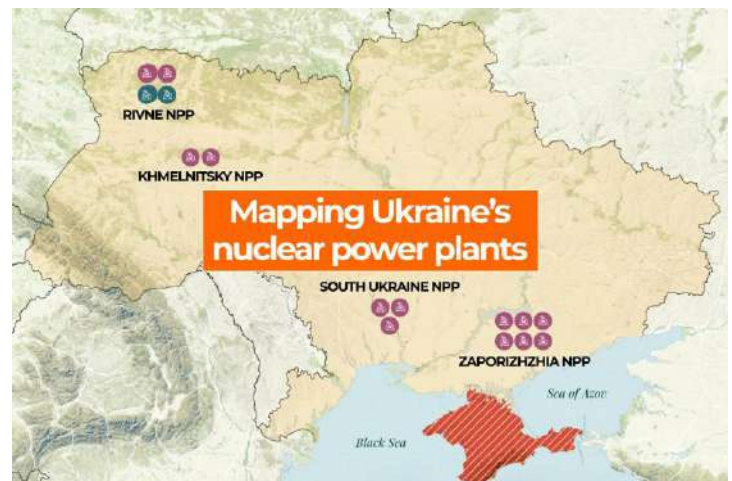 RIVNE NPP
KHMELNITSKY NPP
Mapping Ukraine's
nuclear power plants
SOUTH UKRAINE NPP
ZAPORIZHZHIA NPP
Sea of Azov
Black Sea